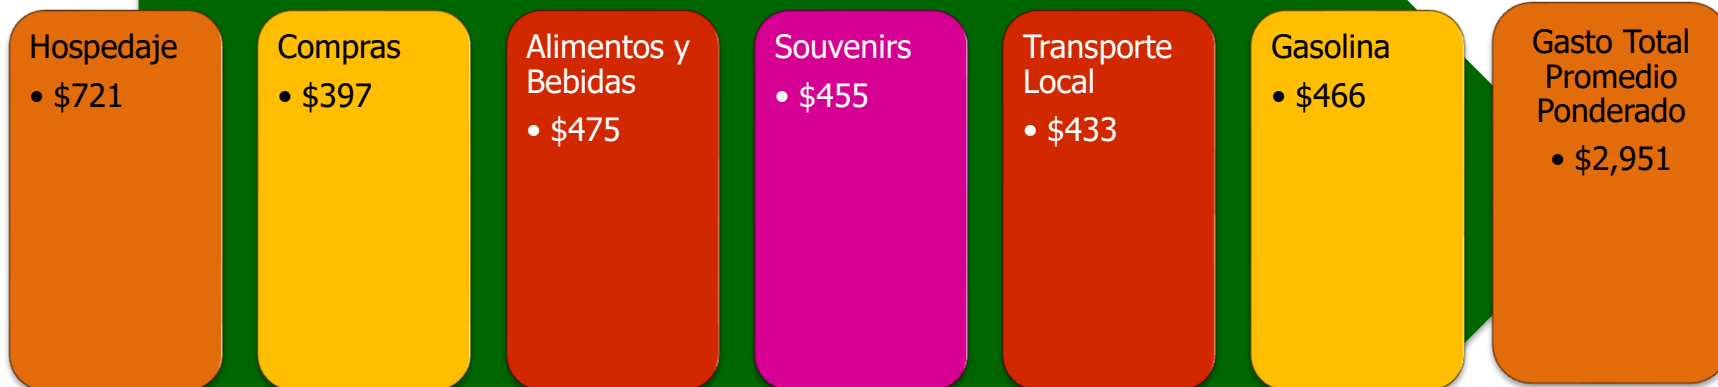 Hospedaje
• $721
Compras
• $397
Alimentos y
Bebidas
• $475
Souvenirs
• $455
Transporte
Local
• $433
Gasolina
• $466
Gasto Total
Promedio
Ponderado
• $2,951